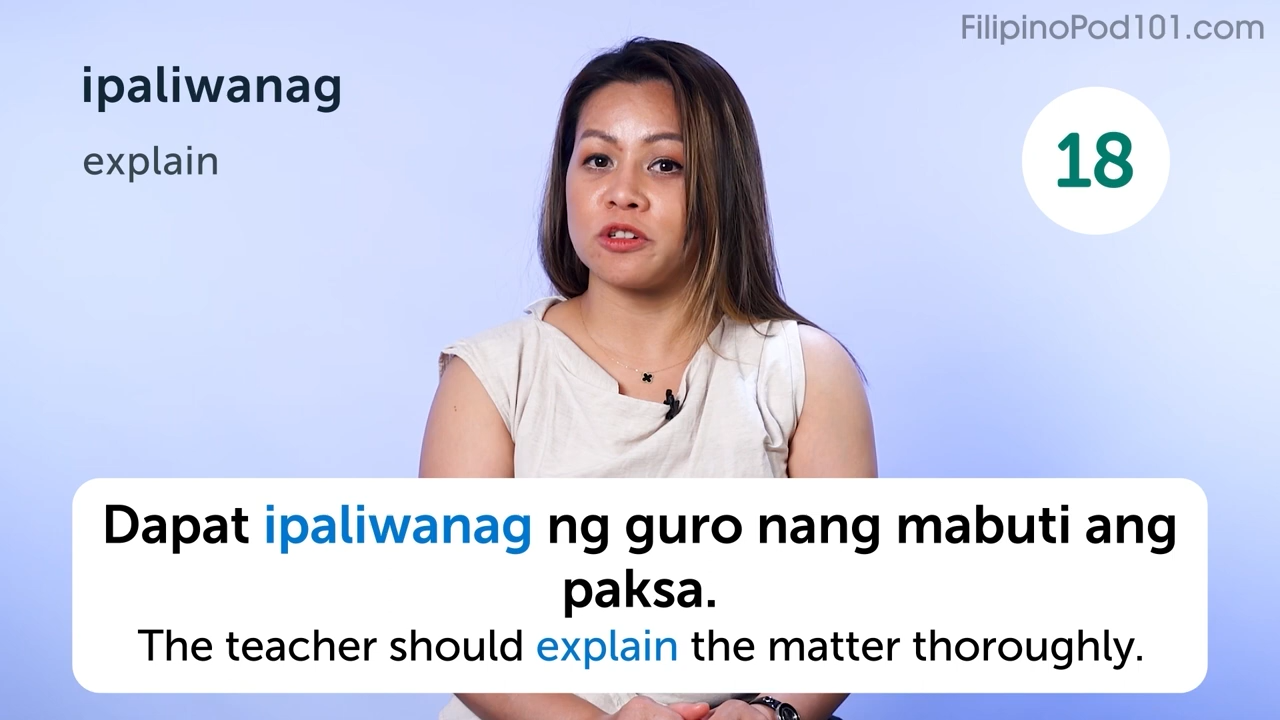 FilipinoPod101.com
ipaliwanag
explain
18
Dapat ipaliwanag ng guro nang mabuti ang
paksa.
The teacher should explain the matter thoroughly.